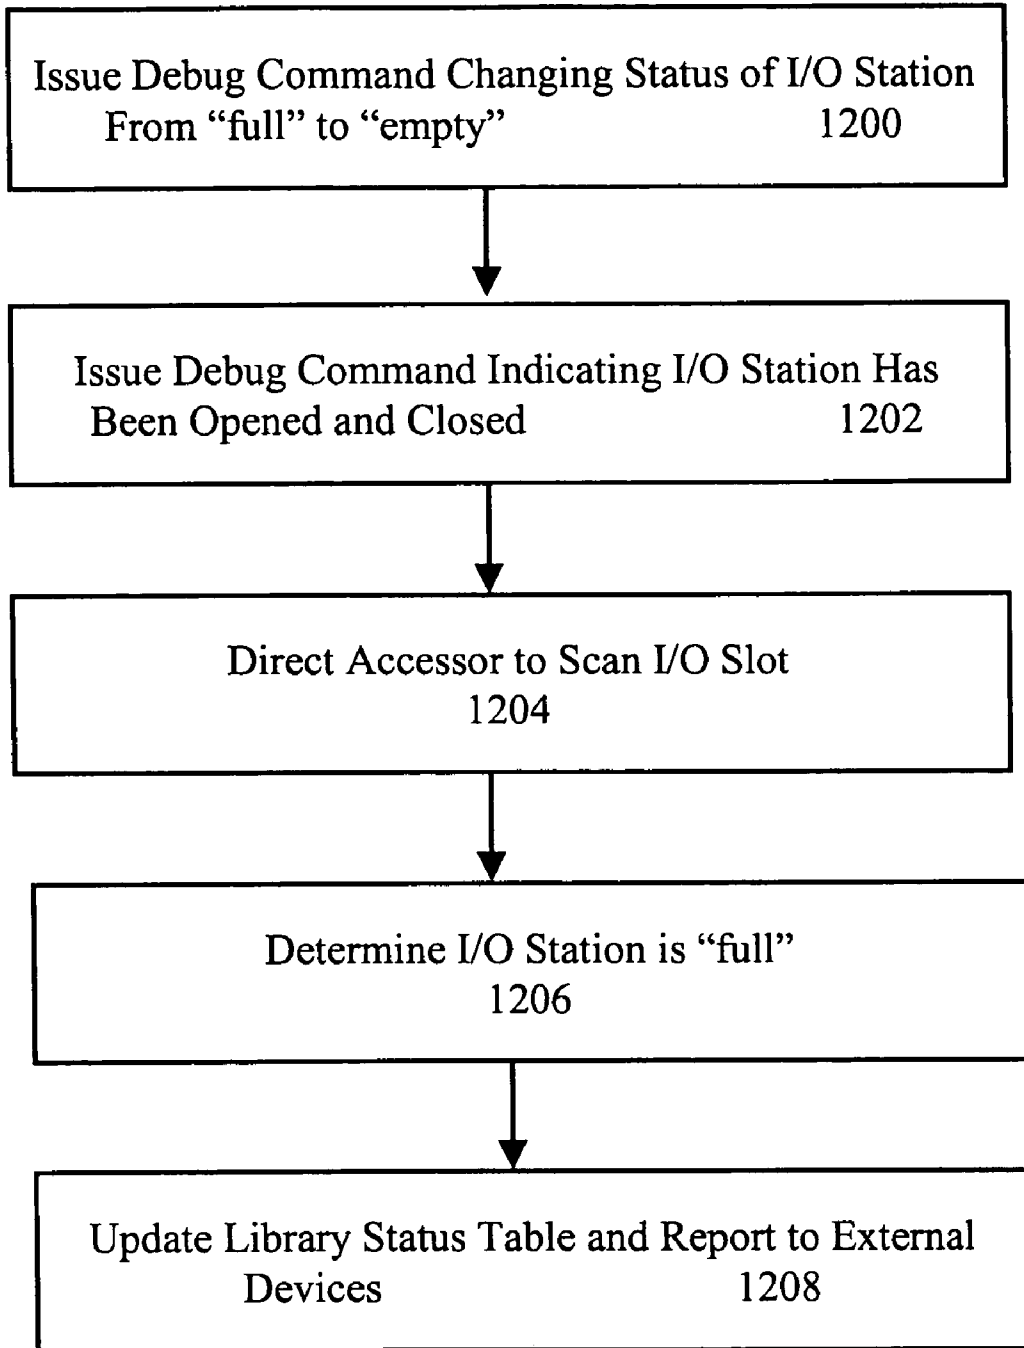 Issue Debug Command Changing Status of I/O Station
From “full” to “empty” 1200
Issue Debug Command Indicating I/O Station Has
Been Opened and Closed 1202
Direct Accessor to Scan I/O Slot
1204
Determine I/O Station is “full”
1206
Update Library Status Table and Report to External
Devices 1208